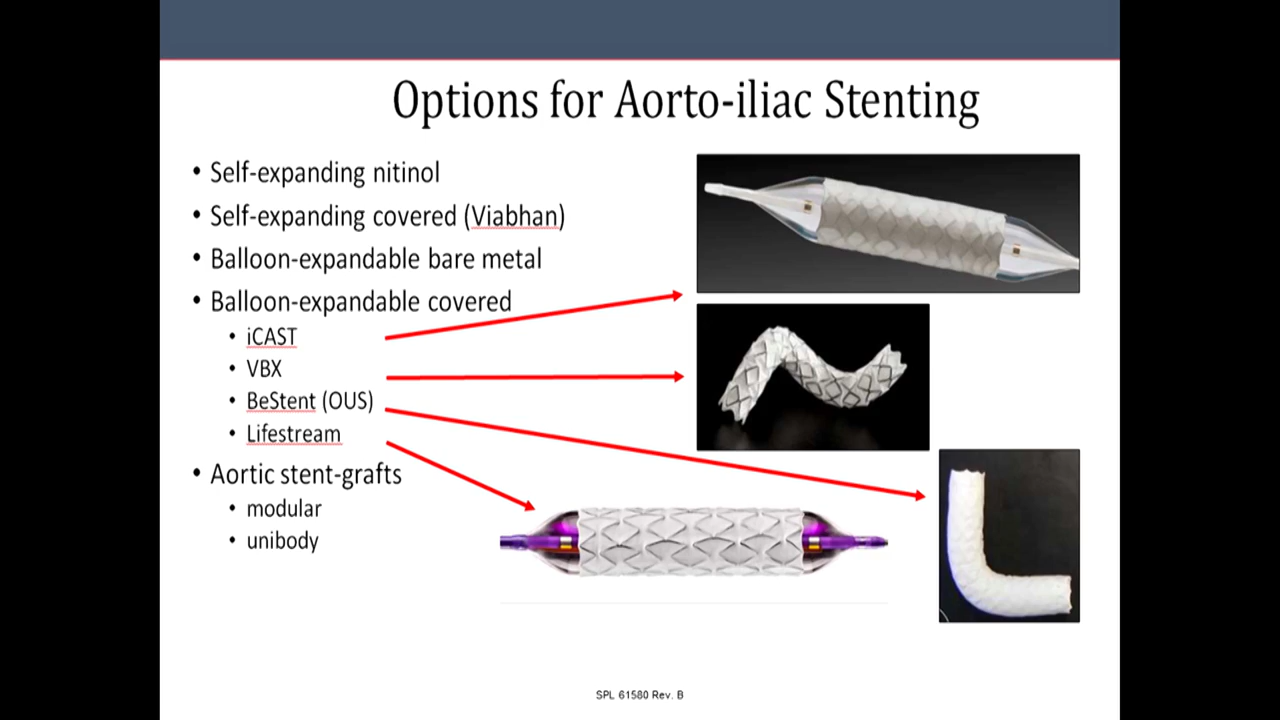 Options for Aorto-iliac Stenting
• Self-expanding nitinol
• Self-expanding covered (Viabhan)
• Balloon-expandable bare metal
• Balloon-expandable covered
• iCAST
• VBX
• BeStent (OUS)
• Lifestream
• Aortic stent-grafts
• modular
• unibody
SPL 61580 Rev. B